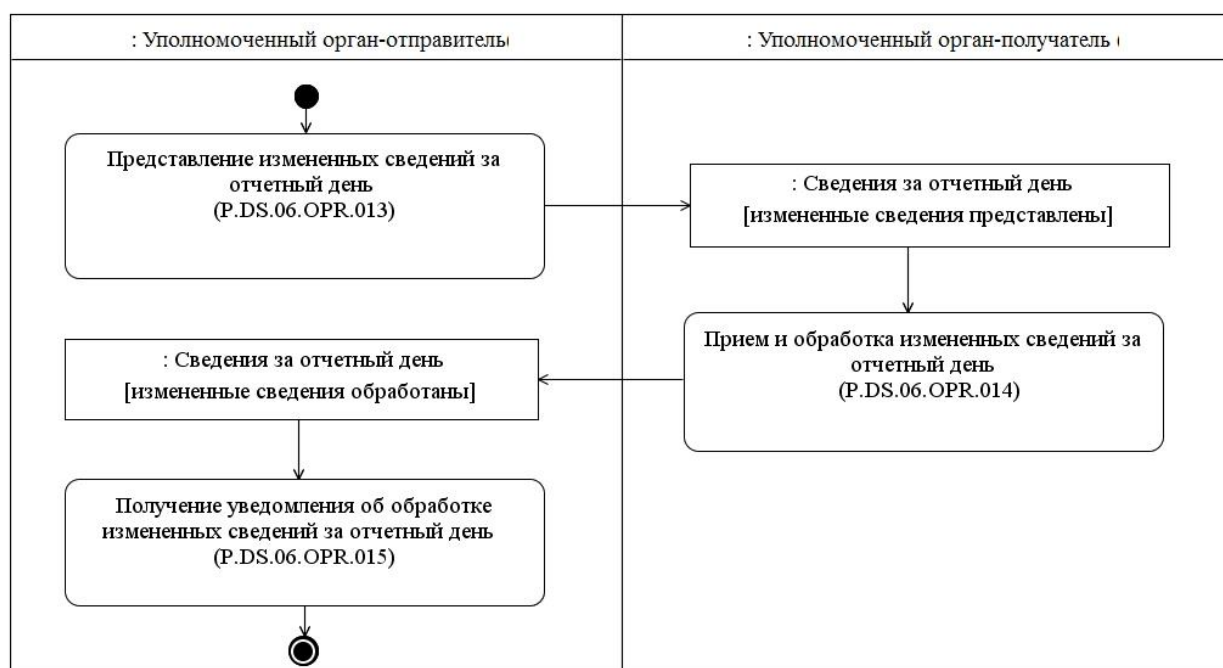 : Уполномоченный орган-отправитель(
: Уполномоченный орган-получатель (
Представление измененных сведений за
отчетный день
(P.DS.06.OPR.013)
: Сведения за отчетный день
[измененные сведения представлены]
Прием и обработка измененных сведений за
отчетный день
(P.DS.06.OPR.014)
: Сведения за отчетный день
[измененные сведения обработаны]
Получение уведомления об обработке
измененных сведений за отчетный день
(P.DS.06.OPR.015)